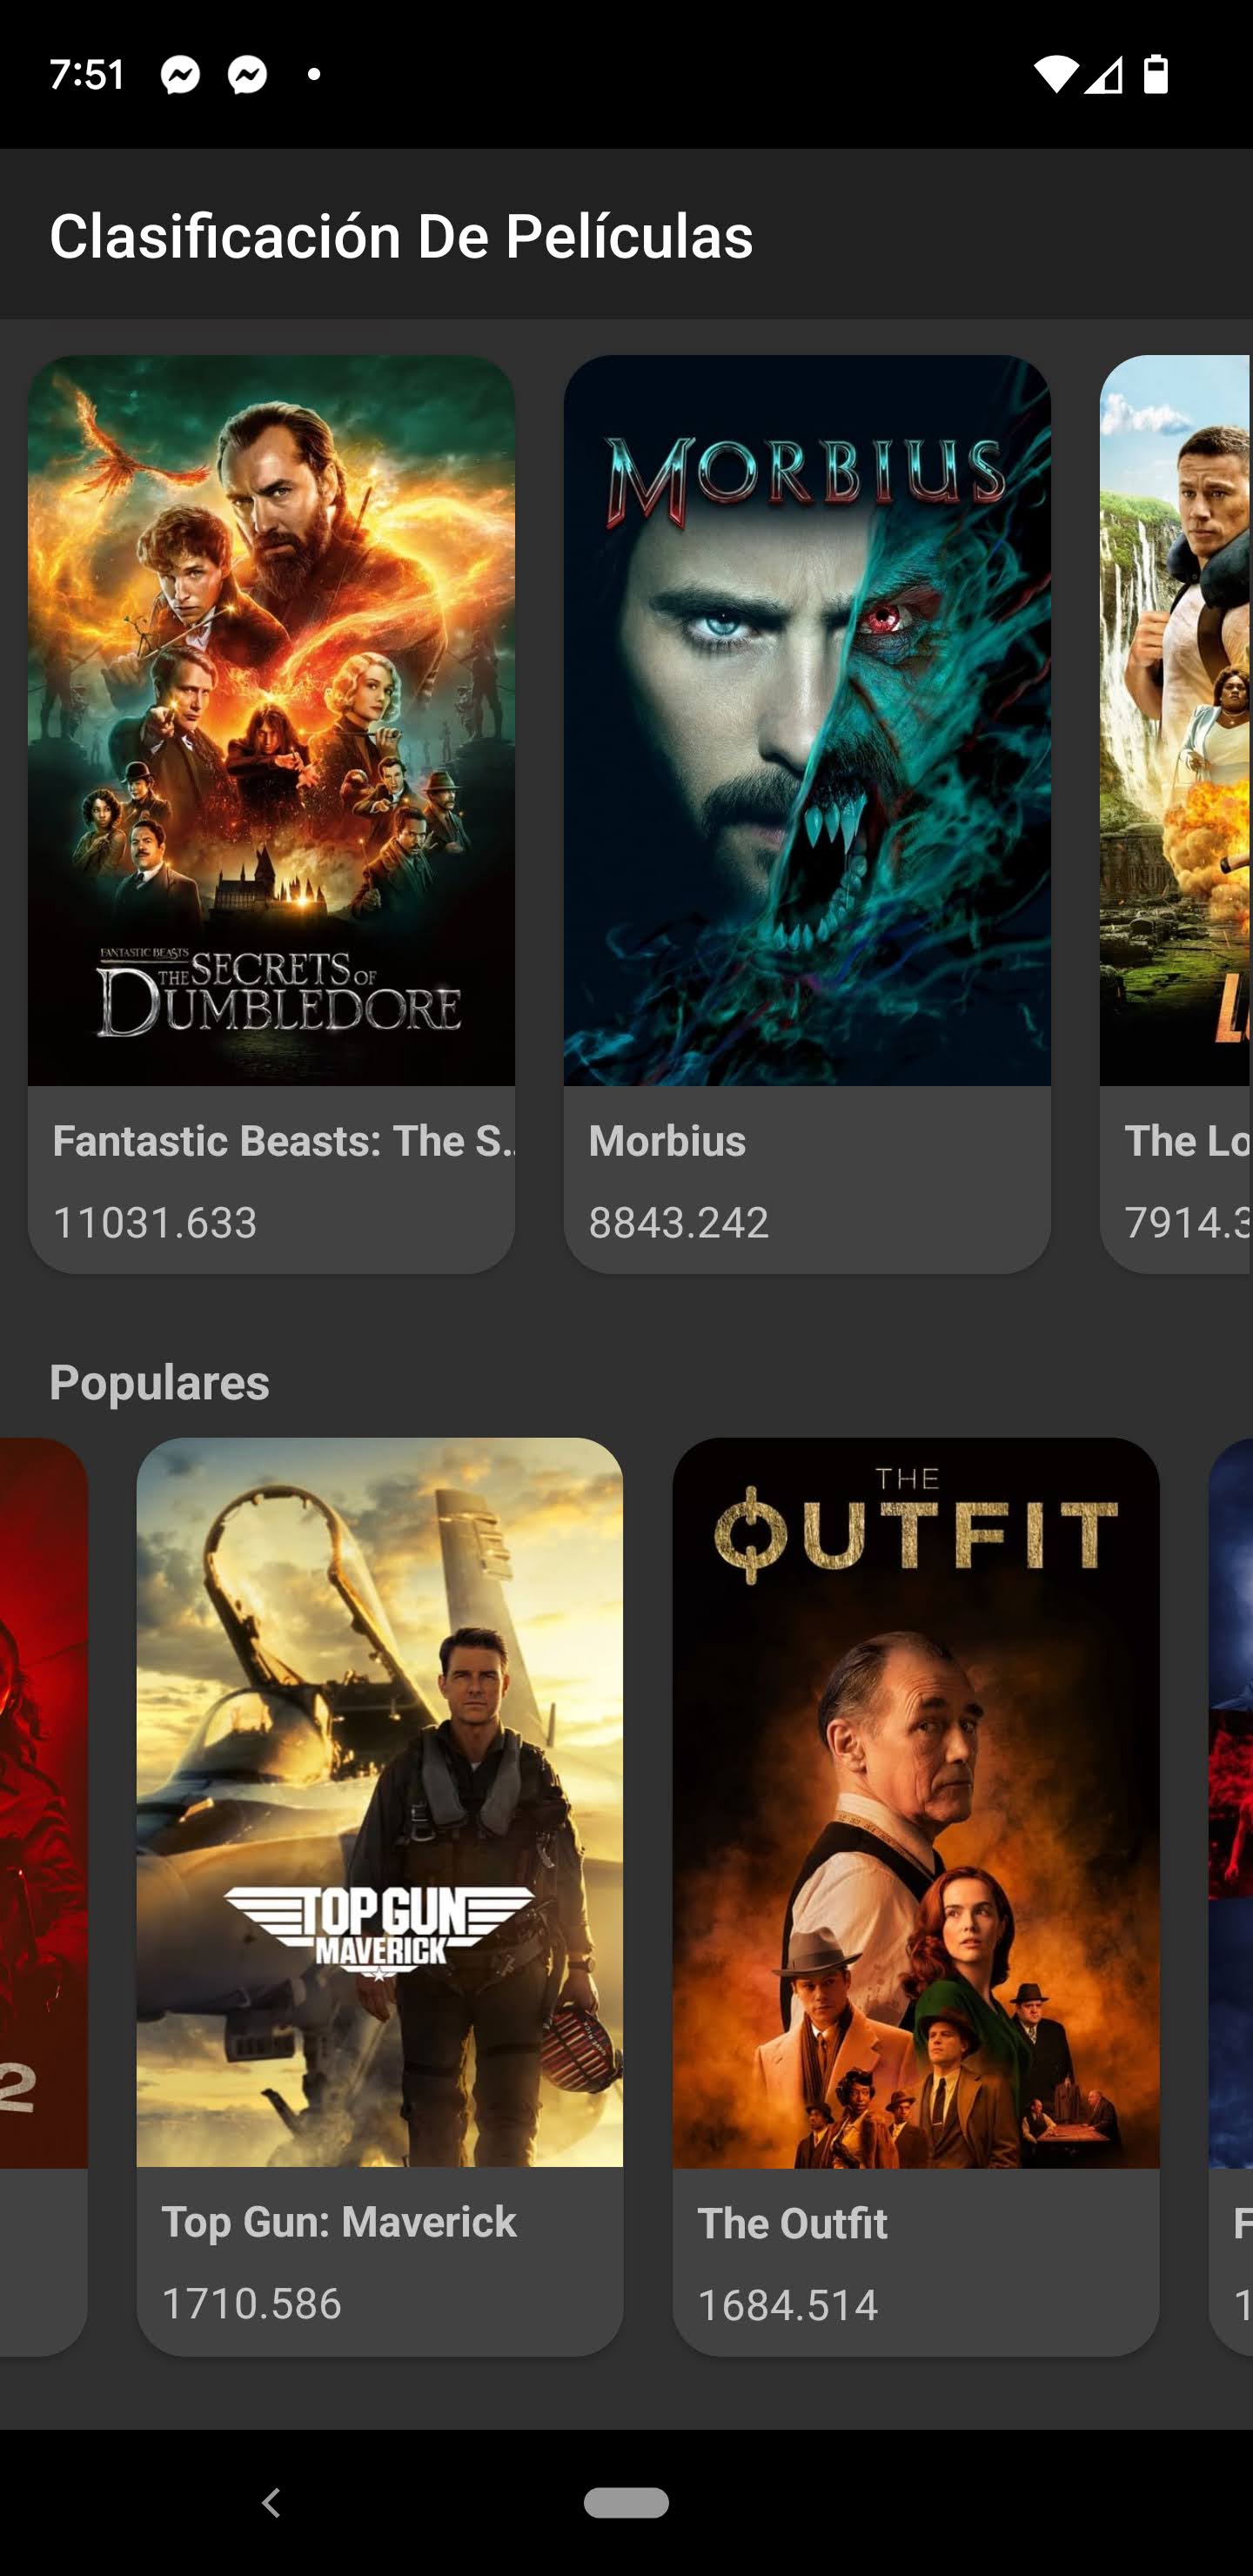 7:51
Clasificación De Películas
MORBIUS
FANTASTIC BEASTS
THE SECRETS OF
DUMBLEDORE
L
Fantastic Beasts: The S..
Morbius
The Lo
11031.633
8843.242
7914.3
Populares
THE
OUTFIT
TOP GUN
MAVERICK
2
Top Gun: Maverick
The Outfit
F
1710.586
1684.514
1